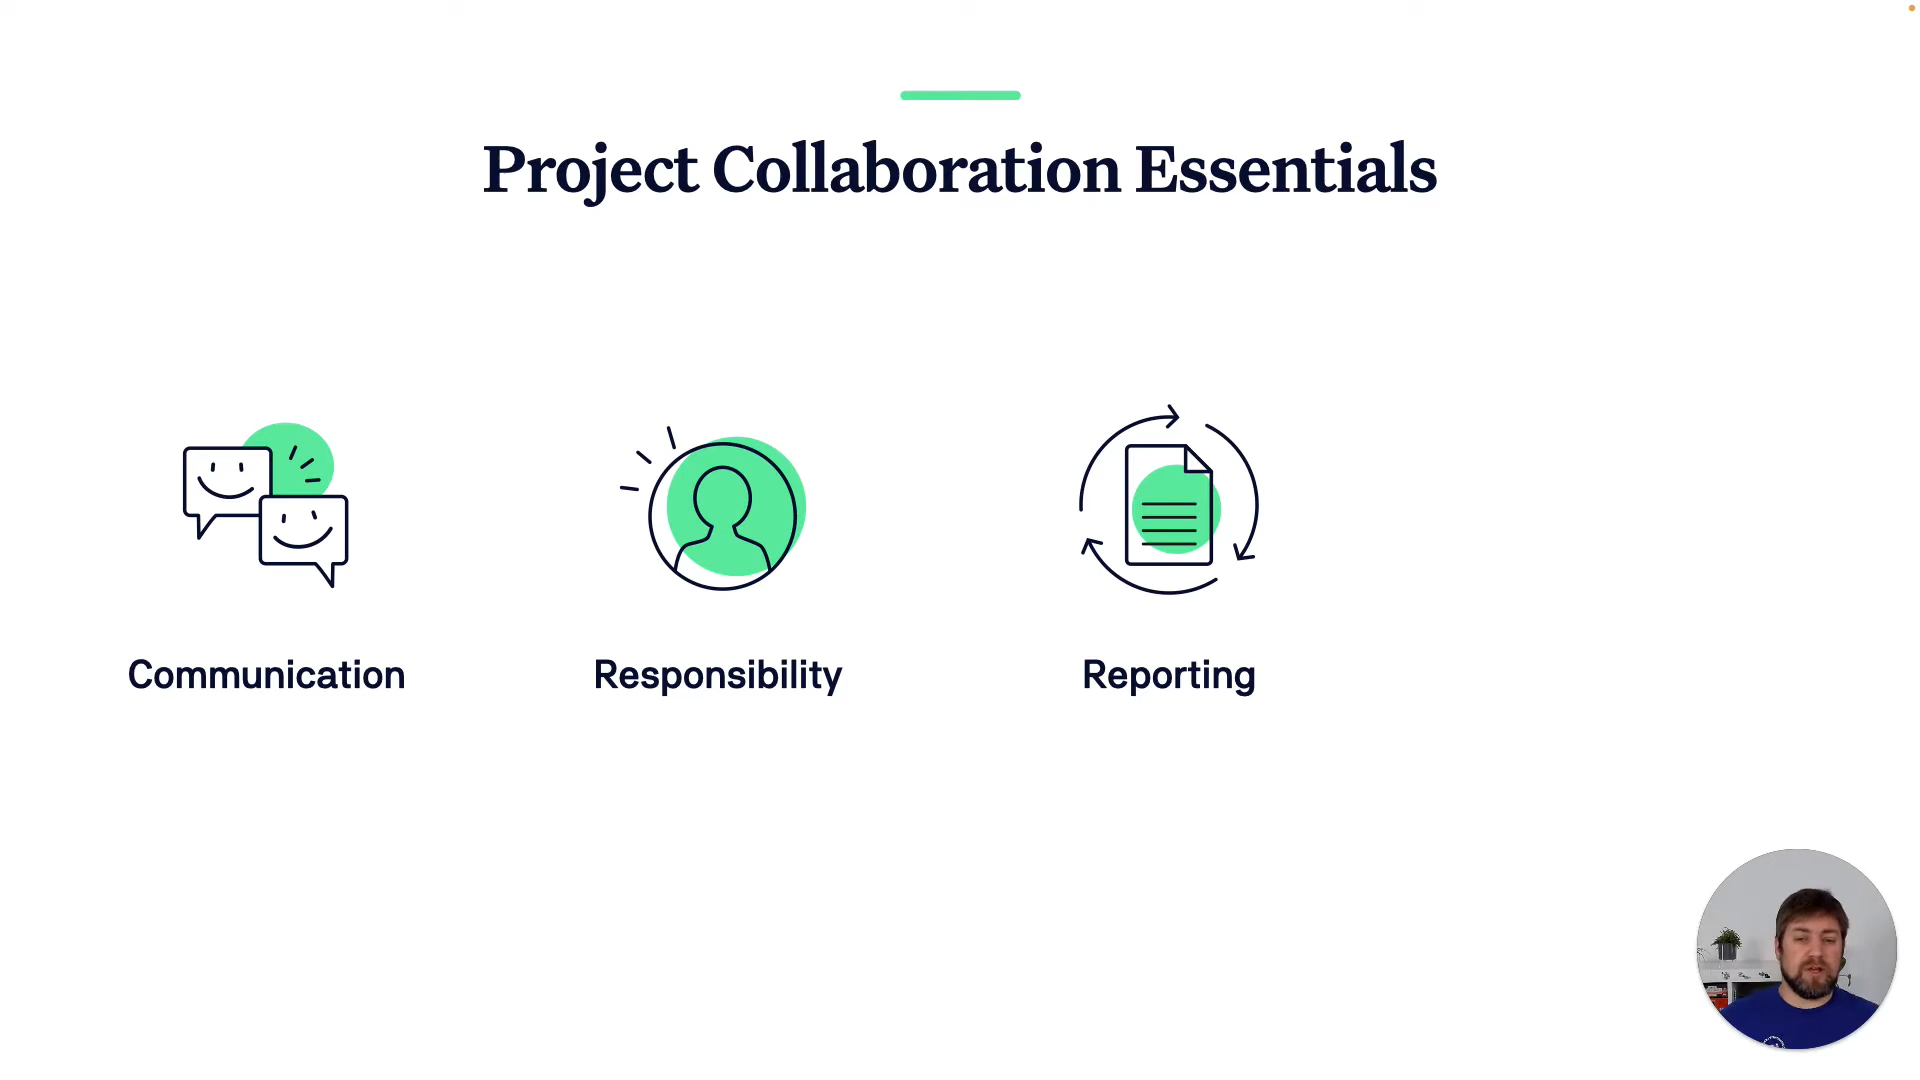 Project Collaboration Essentials
Communication
Responsibility
Reporting